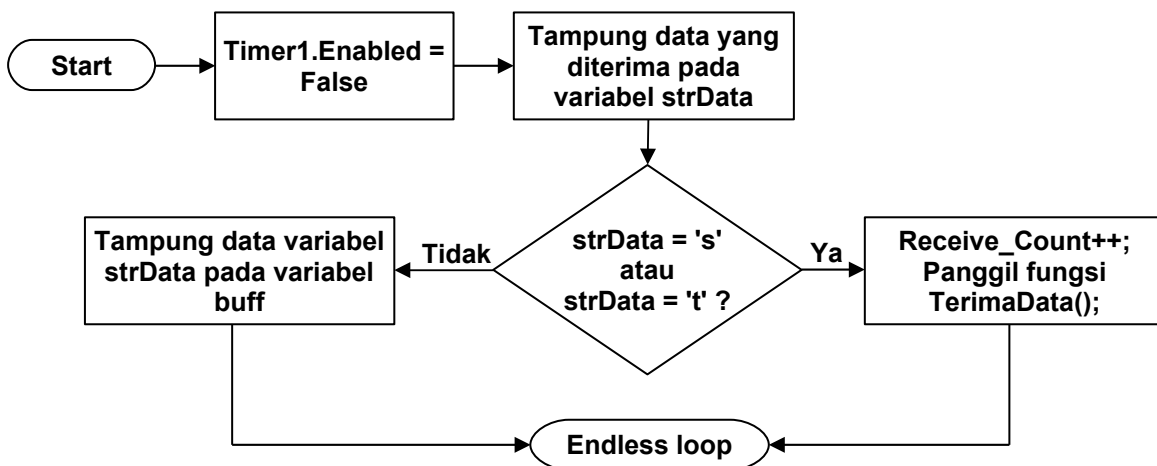 Start
Timer1.Enabled =
False
Tampung data yang
diterima pada
variabel strData
strData = 's'
atau
strData = 't' ?
Tidak
Ya
Tampung data variabel
strData pada variabel
buff
Receive_Count++;
Panggil fungsi
TerimaData();
Endless loop